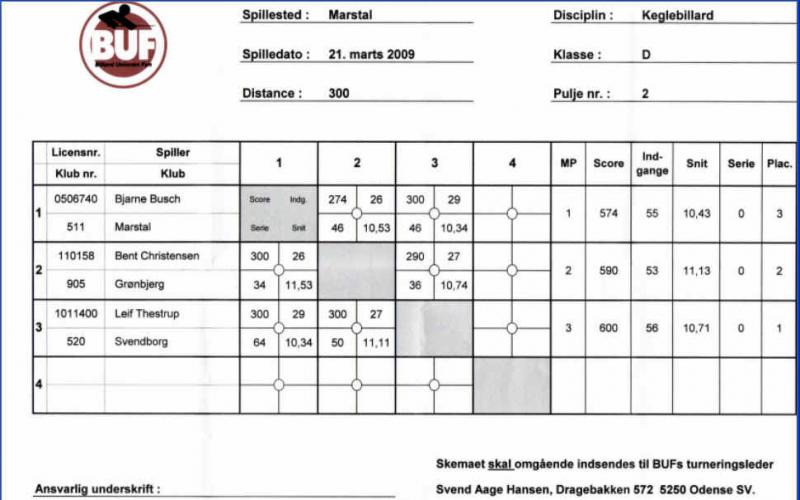 BUF
Spillested : Marstal
Disciplin : Keglebillard
Spilledato : 21. marts 2009
Klasse : D
Distance : 300
Pulje nr. : 2
Licensnr. Spiller 1 2 3 4 MP Score Ind-gange Snit Serie Plac.
Klub nr. Klub
1 0506740 Bjarne Busch Score Indg. 274 26 300 29 1 574 55 10,43 0 3
511 Marstal Serie Snit 46 10,53 46 10,34
2 110158 Bent Christensen 300 26 290 27 2 590 53 11,13 0 2
905 Grønbjerg 34 11,53 36 10,74
3 1011400 Leif Thestrup 300 29 300 27 3 600 56 10,71 0 1
520 Svendborg 64 10,34 50 11,11
4
Skemaet skal omgående indsendes til BUFs turneringsleder
Ansvarlig underskrift :
Svend Aage Hansen, Dragebakken 572 5250 Odense SV.